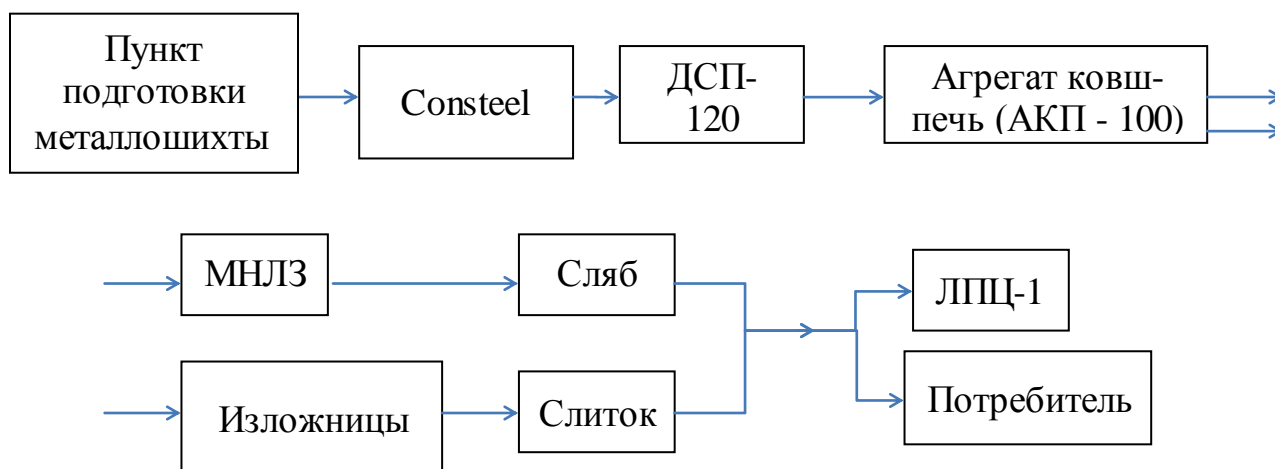 Пункт
подготовки
металлошихты
Consteel
ДСП-
120
Агрегат ковш-
печь (АКП - 100)
МНЛЗ
Сляб
ЛПЦ-1
Изложницы
Слиток
Потребитель